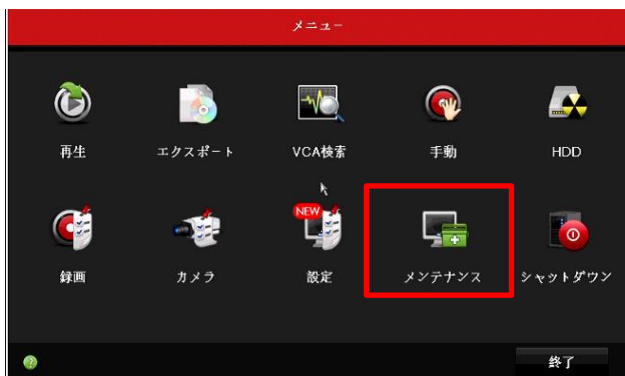 メニュー
再生 エクスポート VCA検索 手動 HDD
NEW
録画 カメラ 設定 メンテナンス シャットダウン
終了